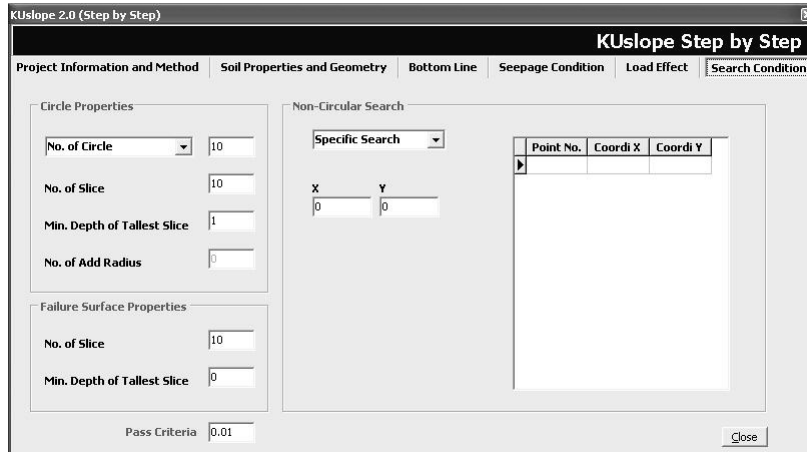 KUslope 2.0 (Step by Step)
KUslope Step by Step
Project Information and Method Soil Properties and Geometry Bottom Line Seepage Condition Load Effect Search Condition
Circle Properties
No. of Circle 10
No. of Slice 10
Min. Depth of Tallest Slice 1
No. of Add Radius 0
Failure Surface Properties
No. of Slice 10
Min. Depth of Tallest Slice 0
Pass Criteria 0.01
Non-Circular Search
Specific Search
X Y
0 0
Point No. Coordi X Coordi Y
Close